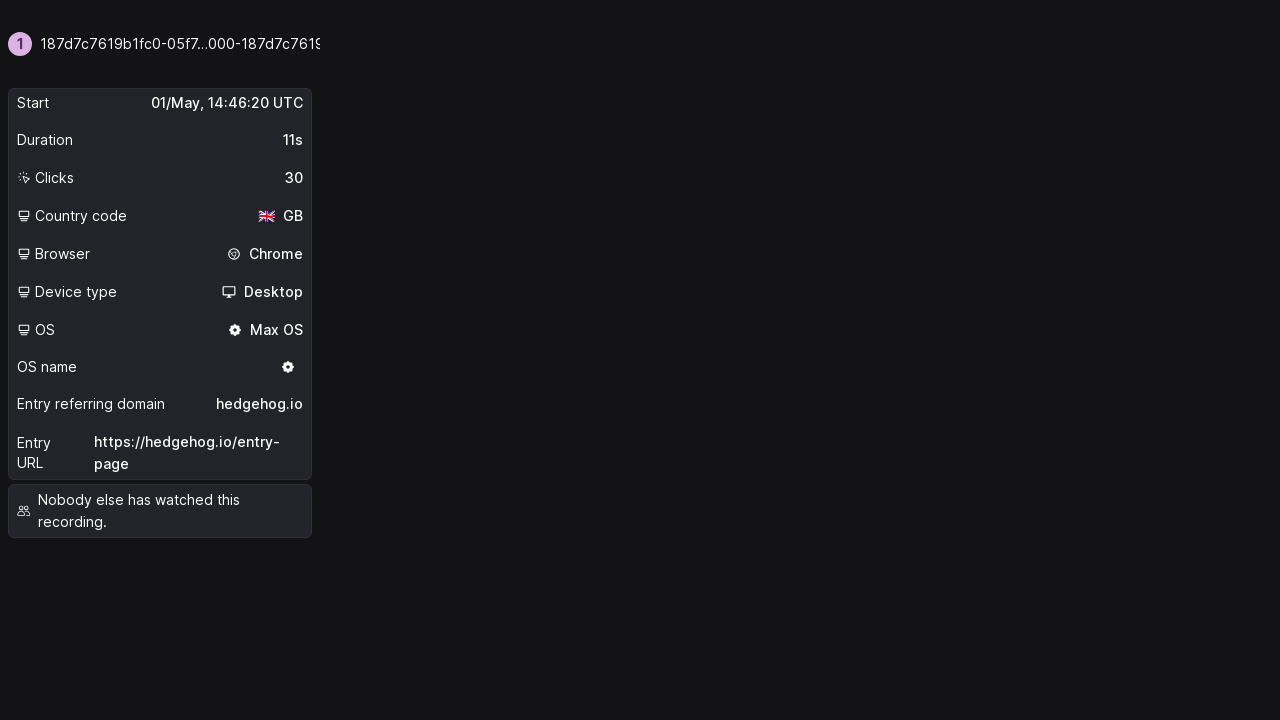 1 187d7c7619b1fc0-05f7...000-187d7c7619
Start 01/May, 14:46:20 UTC
Duration 11s
Clicks 30
Country code GB
Browser Chrome
Device type Desktop
OS Max OS
OS name
Entry referring domain hedgehog.io
Entry URL https://hedgehog.io/entry-page
Nobody else has watched this
recording.